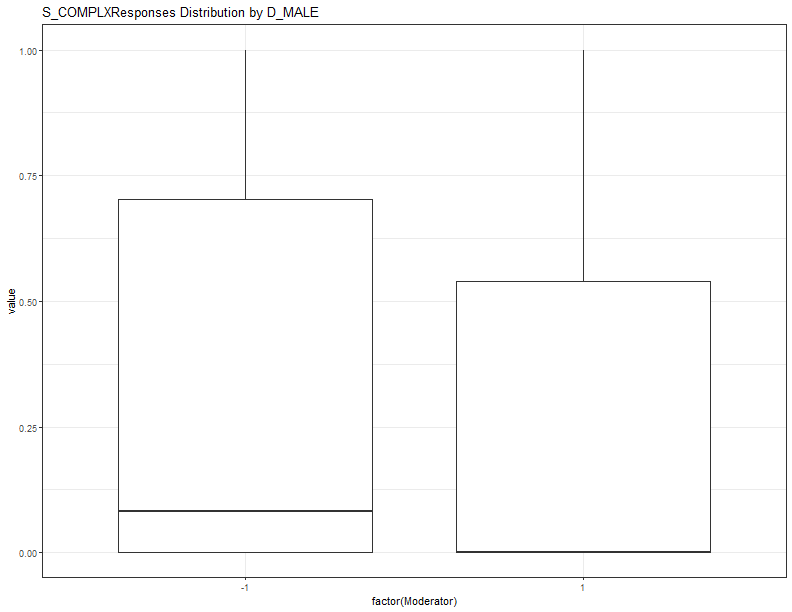 S_COMPLXResponses Distribution by D_MALE
1.00
0.75
0.50
0.25
0.00
value
-1
1
factor(Moderator)